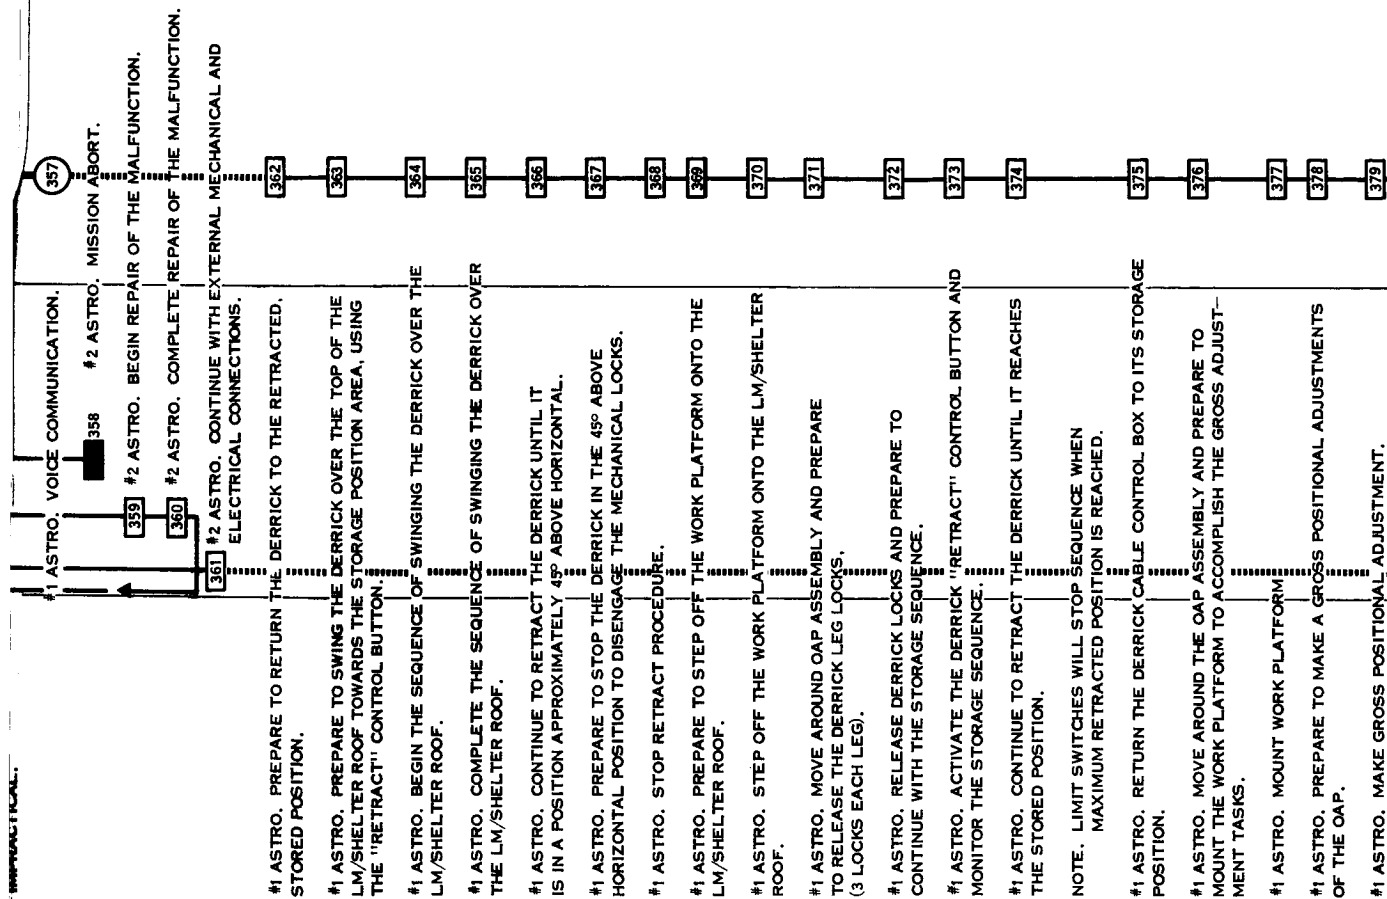 IMPRACTICAL.
#1 ASTRO. VOICE COMMUNICATION.
357
358
#2 ASTRO. MISSION ABORT.
359
#2 ASTRO. BEGIN REPAIR OF THE MALFUNCTION.
360
#2 ASTRO. COMPLETE REPAIR OF THE MALFUNCTION.
361
#2 ASTRO. CONTINUE WITH EXTERNAL MECHANICAL AND
ELECTRICAL CONNECTIONS.
#1 ASTRO. PREPARE TO RETURN THE DERRICK TO THE RETRACTED,
STORED POSITION.
362
#1 ASTRO. PREPARE TO SWING THE DERRICK OVER THE TOP OF THE
LM/SHELTER ROOF TOWARDS THE STORAGE POSITION AREA, USING
THE "RETRACT" CONTROL BUTTON.
363
#1 ASTRO. BEGIN THE SEQUENCE OF SWINGING THE DERRICK OVER THE
LM/SHELTER ROOF.
364
#1 ASTRO. COMPLETE THE SEQUENCE OF SWINGING THE DERRICK OVER
THE LM/SHELTER ROOF.
365
#1 ASTRO. CONTINUE TO RETRACT THE DERRICK UNTIL IT
IS IN A POSITION APPROXIMATELY 45° ABOVE HORIZONTAL.
366
#1 ASTRO. PREPARE TO STOP THE DERRICK IN THE 45° ABOVE
HORIZONTAL POSITION TO DISENGAGE THE MECHANICAL LOCKS.
367
#1 ASTRO. STOP RETRACT PROCEDURE.
368
#1 ASTRO. PREPARE TO STEP OFF THE WORK PLATFORM ONTO THE
LM/SHELTER ROOF.
369
#1 ASTRO. STEP OFF THE WORK PLATFORM ONTO THE LM/SHELTER
ROOF.
370
#1 ASTRO. MOVE AROUND OAP ASSEMBLY AND PREPARE
TO RELEASE THE DERRICK LEG LOCKS,
(3 LOCKS EACH LEG).
371
#1 ASTRO. RELEASE DERRICK LOCKS AND PREPARE TO
CONTINUE WITH THE STORAGE SEQUENCE.
372
#1 ASTRO. ACTIVATE THE DERRICK "RETRACT" CONTROL BUTTON AND
MONITOR THE STORAGE SEQUENCE.
373
#1 ASTRO. CONTINUE TO RETRACT THE DERRICK UNTIL IT REACHES
THE STORED POSITION.
374
NOTE. LIMIT SWITCHES WILL STOP SEQUENCE WHEN
MAXIMUM RETRACTED POSITION IS REACHED.
#1 ASTRO. RETURN THE DERRICK CABLE CONTROL BOX TO ITS STORAGE
POSITION.
375
#1 ASTRO. MOVE AROUND THE OAP ASSEMBLY AND PREPARE TO
MOUNT THE WORK PLATFORM TO ACCOMPLISH THE GROSS ADJUST-
MENT TASKS.
376
#1 ASTRO. MOUNT WORK PLATFORM
377
#1 ASTRO. PREPARE TO MAKE A GROSS POSITIONAL ADJUSTMENTS
OF THE OAP.
378
#1 ASTRO. MAKE GROSS POSITIONAL ADJUSTMENT.
379